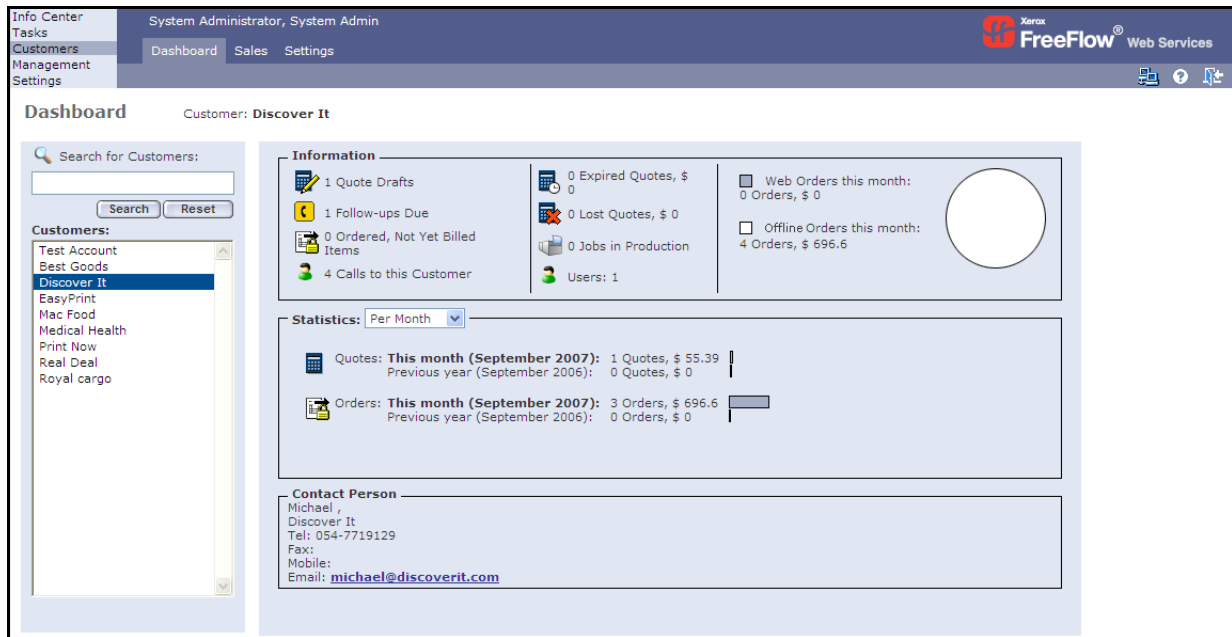 Info Center
Tasks
Customers
Management
Settings
System Administrator, System Admin
Dashboard Sales Settings
Xerox
FreeFlow® Web Services
Dashboard
Customer: Discover It
Search for Customers:
Search Reset
Customers:
Test Account
Best Goods
Discover It
EasyPrint
Mac Food
Medical Health
Print Now
Real Deal
Royal cargo
Information
1 Quote Drafts
1 Follow-ups Due
0 Ordered, Not Yet Billed
Items
4 Calls to this Customer
0 Expired Quotes, $
0
0 Lost Quotes, $ 0
0 Jobs in Production
Users: 1
Web Orders this month:
0 Orders, $ 0
Offline Orders this month:
4 Orders, $ 696.6
Statistics: Per Month
Quotes: This month (September 2007): 1 Quotes, $ 55.39
Previous year (September 2006): 0 Quotes, $ 0
Orders: This month (September 2007): 3 Orders, $ 696.6
Previous year (September 2006): 0 Orders, $ 0
Contact Person
Michael ,
Discover It
Tel: 054-7719129
Fax:
Mobile:
Email: michael@discoverit.com